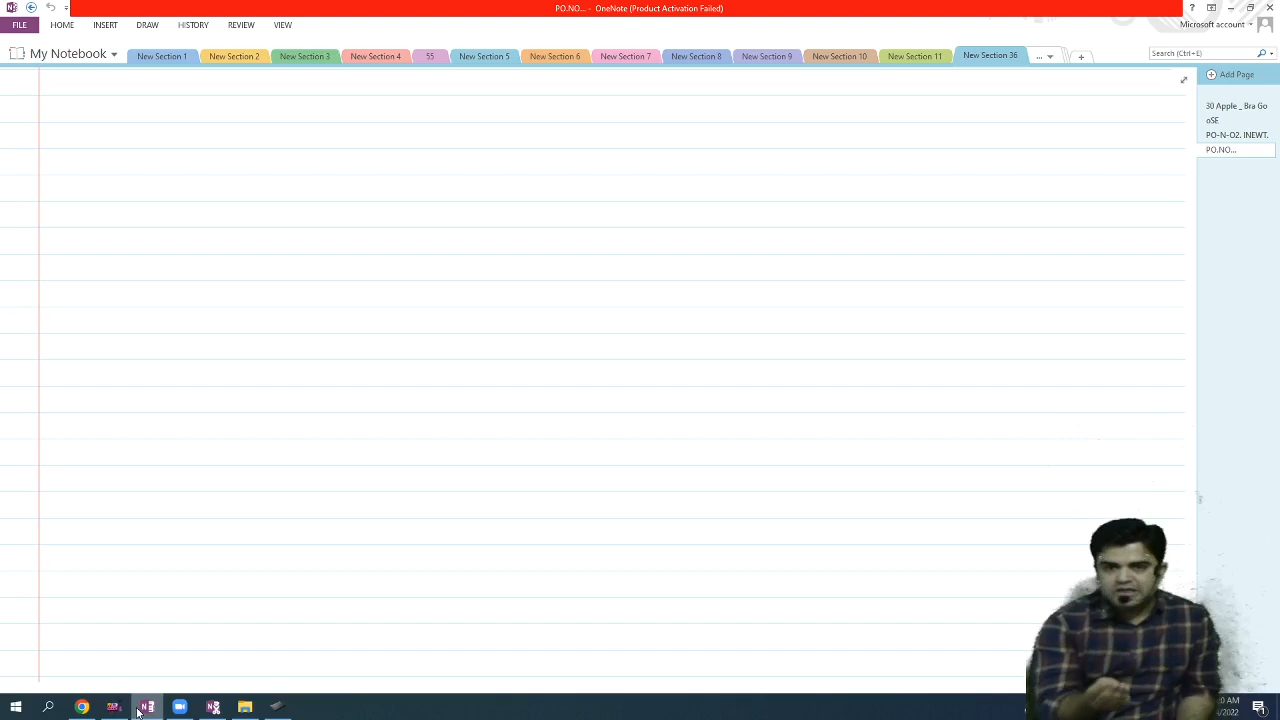 PO.NO... - OneNote (Product Activation Failed)
FILE HOME INSERT DRAW HISTORY REVIEW VIEW
Microsoft account
My Notebook New Section 1 New Section 2 New Section 3 New Section 4 55 New Section 5 New Section 6 New Section 7 New Section 8 New Section 9 New Section 10 New Section 11 New Section 36 ...
Search (Ctrl+E)
Add Page
30 Apple _ Bra Go
oSE
PO-N-O2. INEWT.
PO.NO...